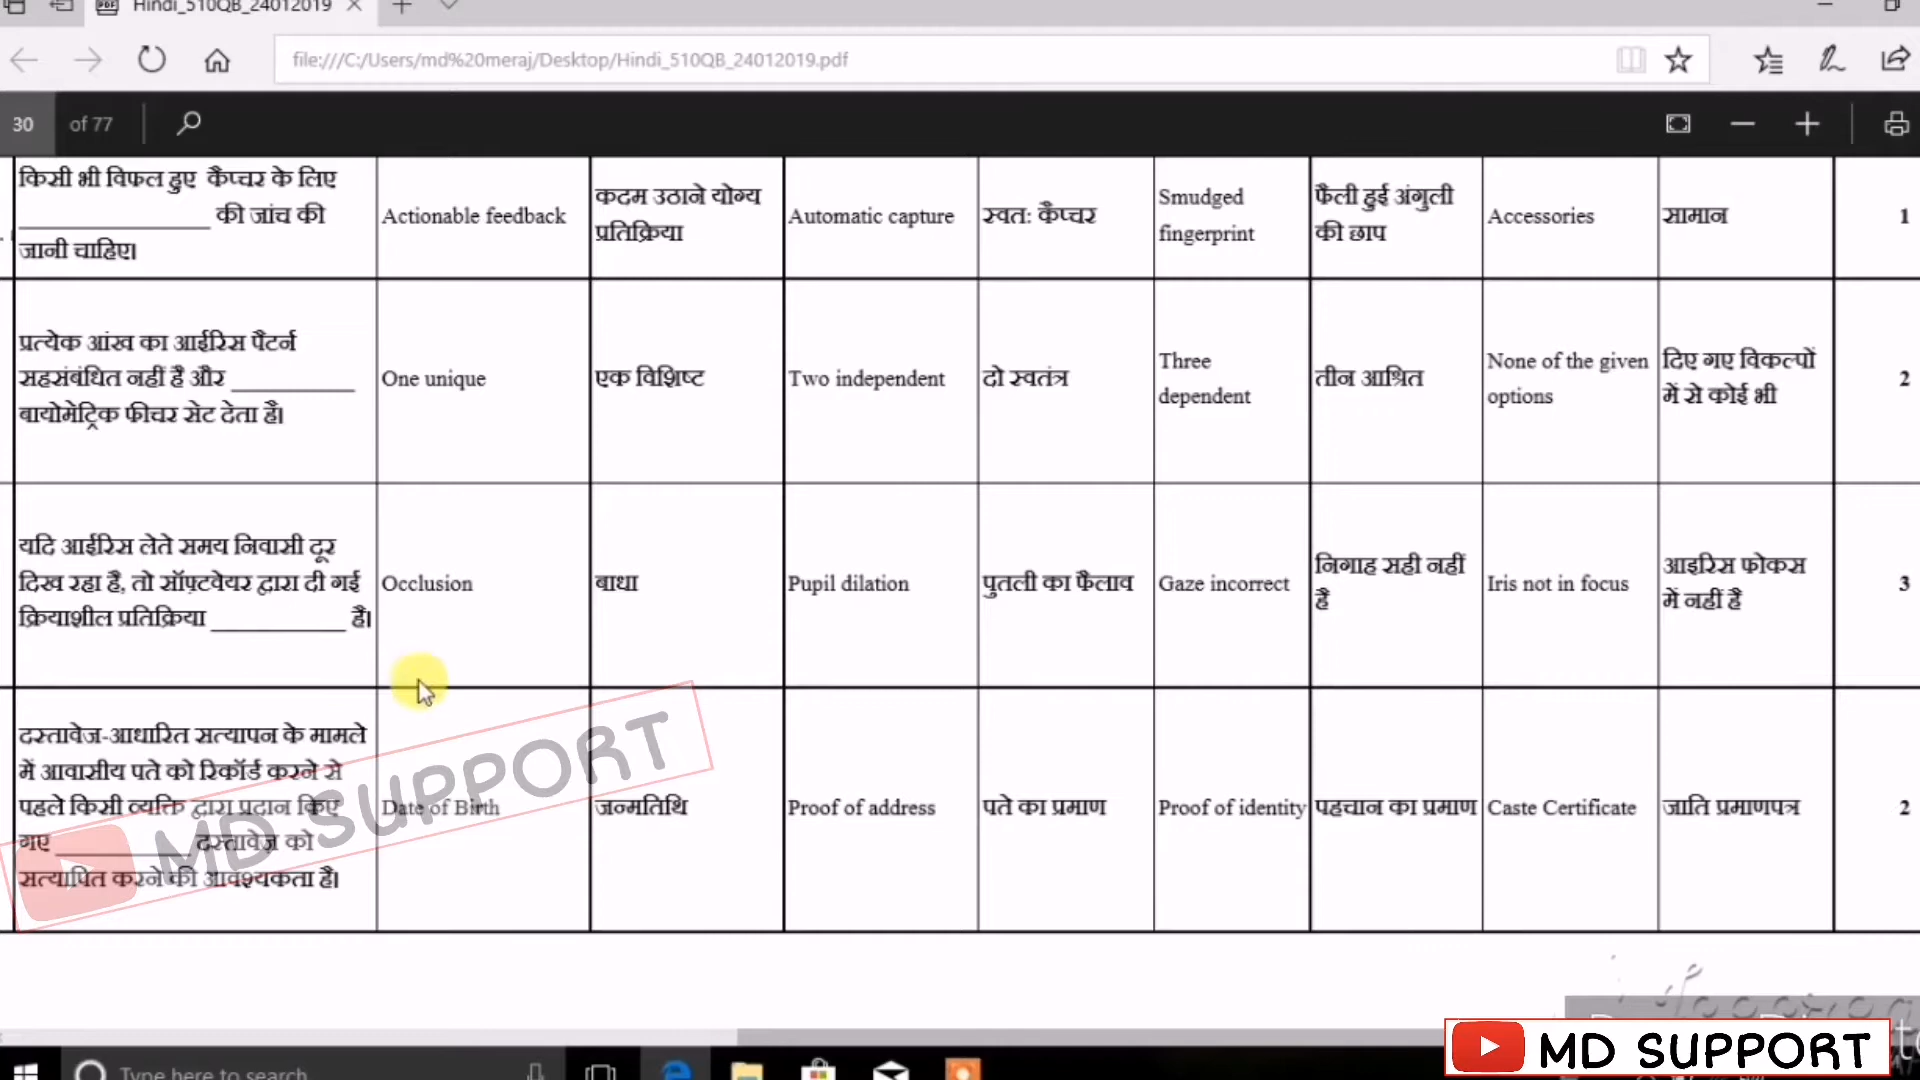 Hindi_510QB_24012019
file:///C:/Users/md%20meraj/Desktop/Hindi_510QB_24012019.pdf
30 of 77
किसी भी विफल हुए कैप्चर के लिए
________________ की जांच की
जानी चाहिए।
Actionable feedback
कदम उठाने योग्य
प्रतिक्रिया
Automatic capture
स्वतः कैप्चर
Smudged
fingerprint
फैली हुई अंगुली
की छाप
Accessories
सामान
1
प्रत्येक आंख का आईरिस पैटर्न
सहसंबंधित नहीं है और __________
बायोमेट्रिक फीचर सेट देता है।
One unique
एक विशिष्ट
Two independent
दो स्वतंत्र
Three
dependent
तीन आश्रित
None of the given
options
दिए गए विकल्पों
में से कोई भी
2
यदि आईरिस लेते समय निवासी दूर
दिख रहा है, तो सॉफ़्टवेयर द्वारा दी गई
क्रियाशील प्रतिक्रिया ___________ है।
Occlusion
बाधा
Pupil dilation
पुतली का फैलाव
Gaze incorrect
निगाह सही नहीं
है
Iris not in focus
आइरिस फोकस
में नहीं है
3
दस्तावेज-आधारित सत्यापन के मामले
में आवासीय पते को रिकॉर्ड करने से
पहले किसी व्यक्ति द्वारा प्रदान किए
गए ___________ दस्तावेज़ को
सत्यापित करने की आवश्यकता है।
Date of Birth
जन्मतिथि
Proof of address
पते का प्रमाण
Proof of identity
पहचान का प्रमाण
Caste Certificate
जाति प्रमाणपत्र
2
MD SUPPORT
MD SUPPORT
Type here to search